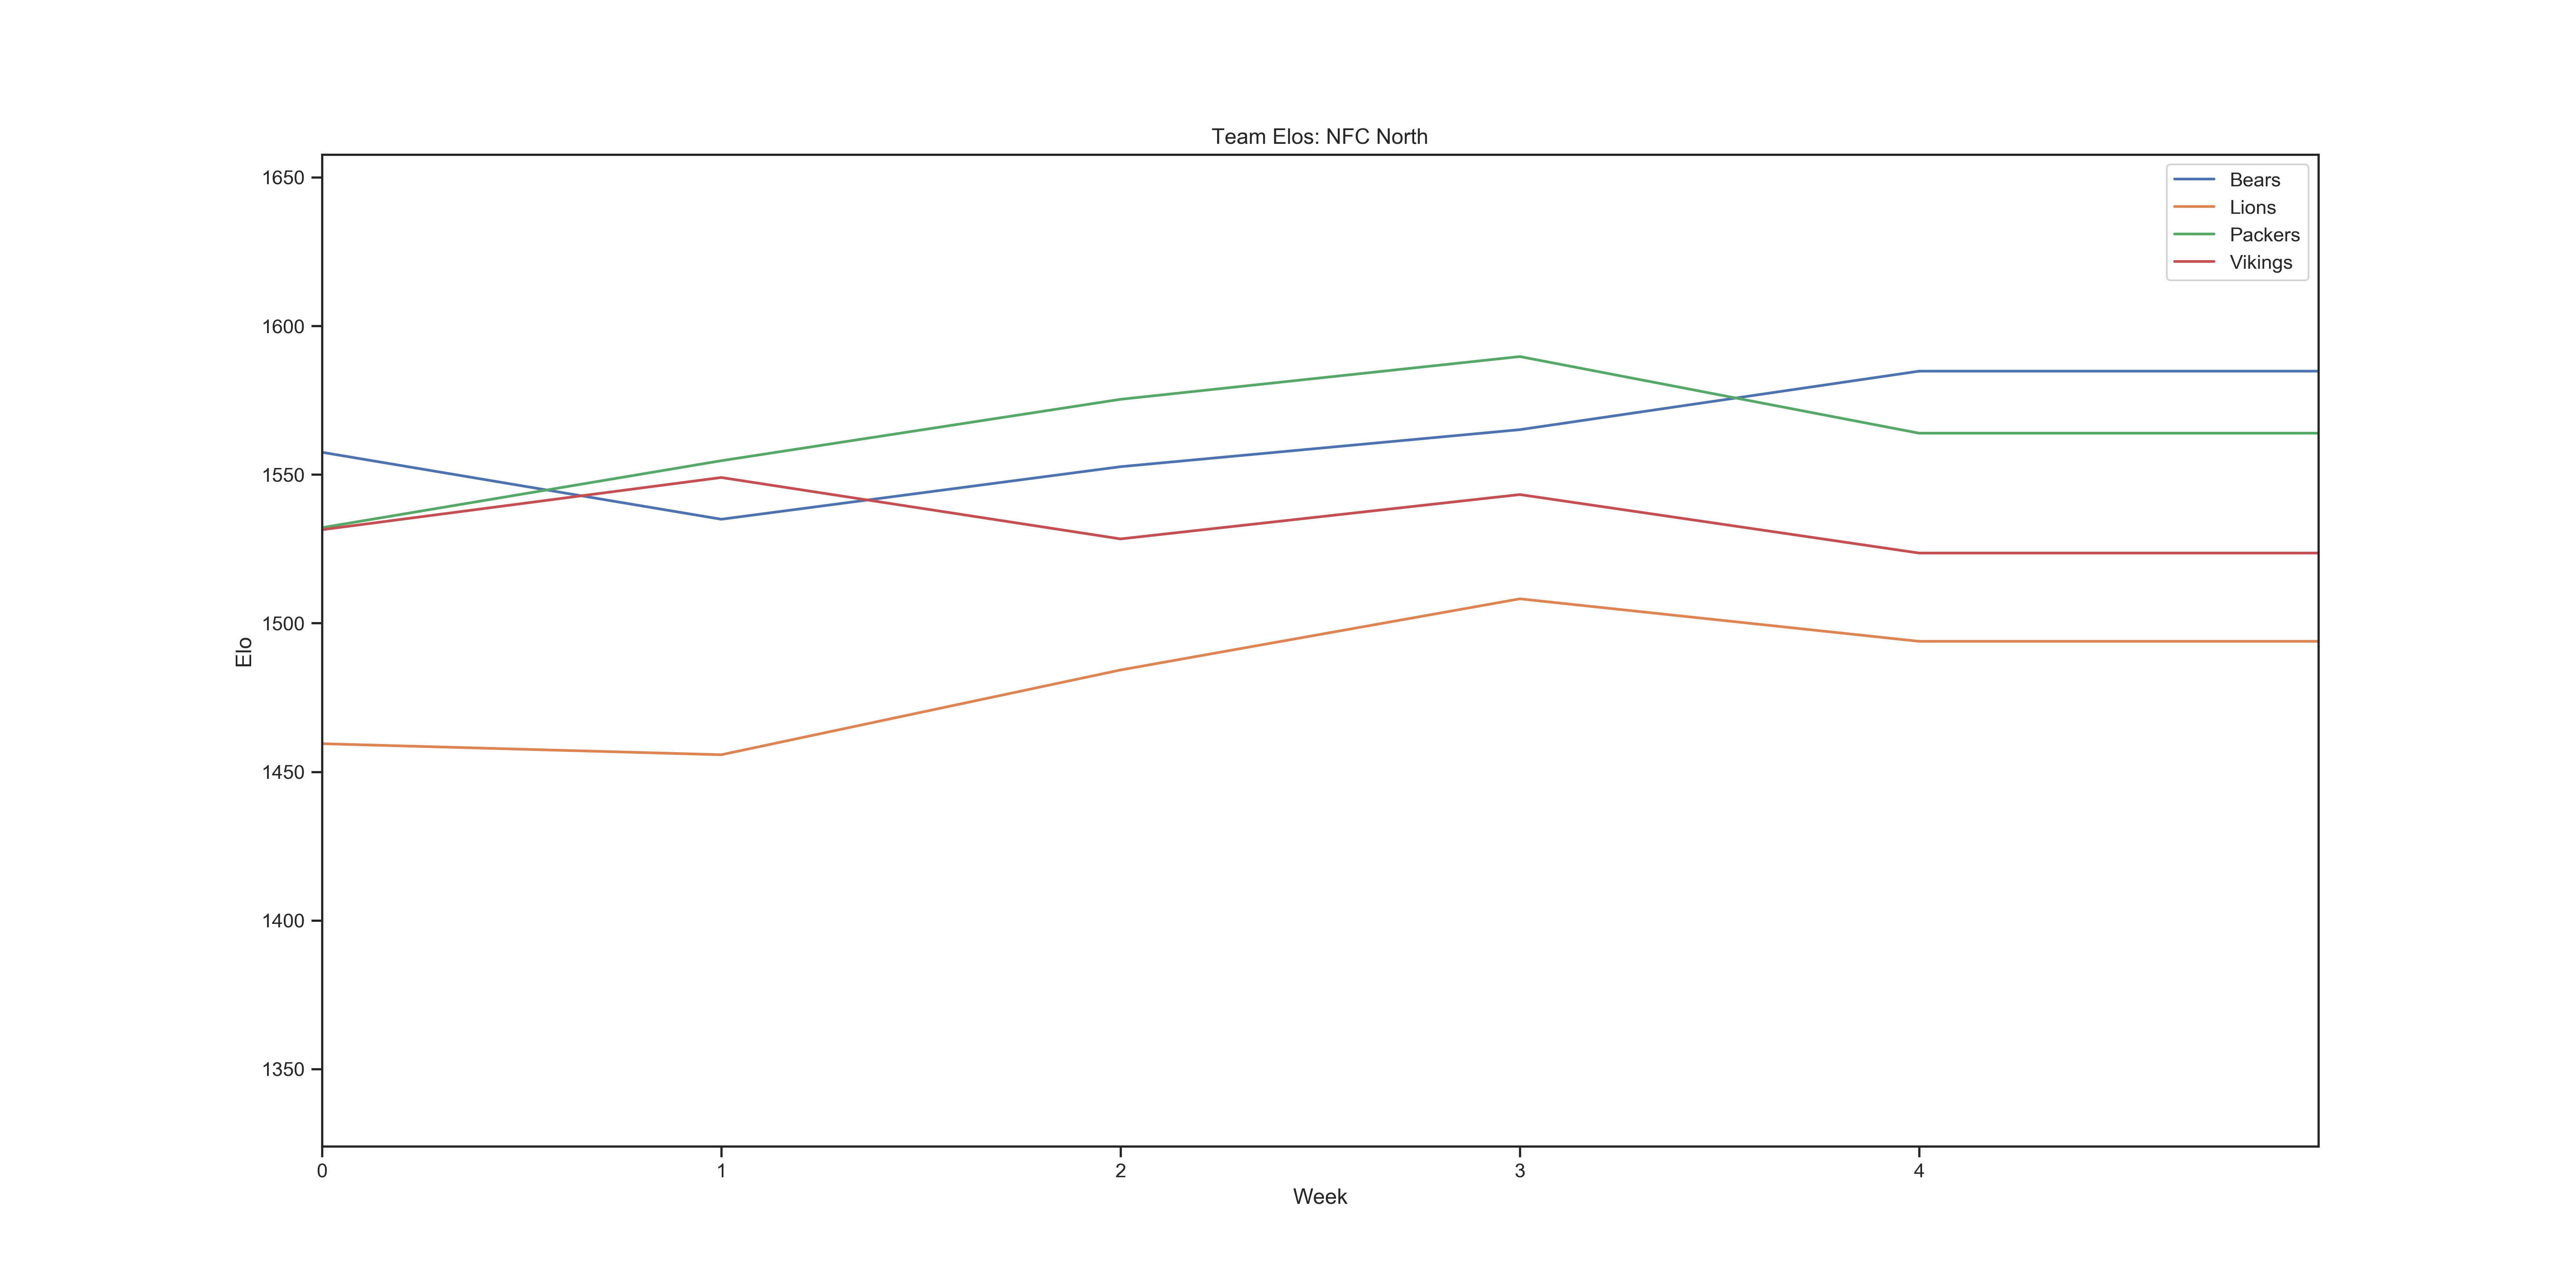 Team Elos: NFC North
1650
1600
1550
1500
1450
1400
1350
Elo
Bears
Lions
Packers
Vikings
0 1 2 3 4
Week